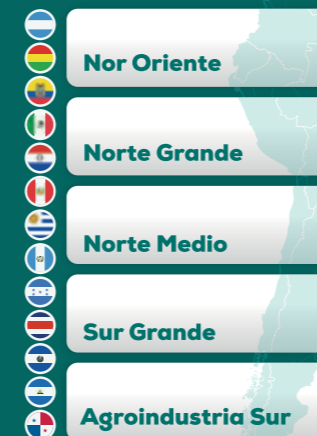 Nor Oriente
Norte Grande
Norte Medio
Sur Grande
Agroindustria Sur